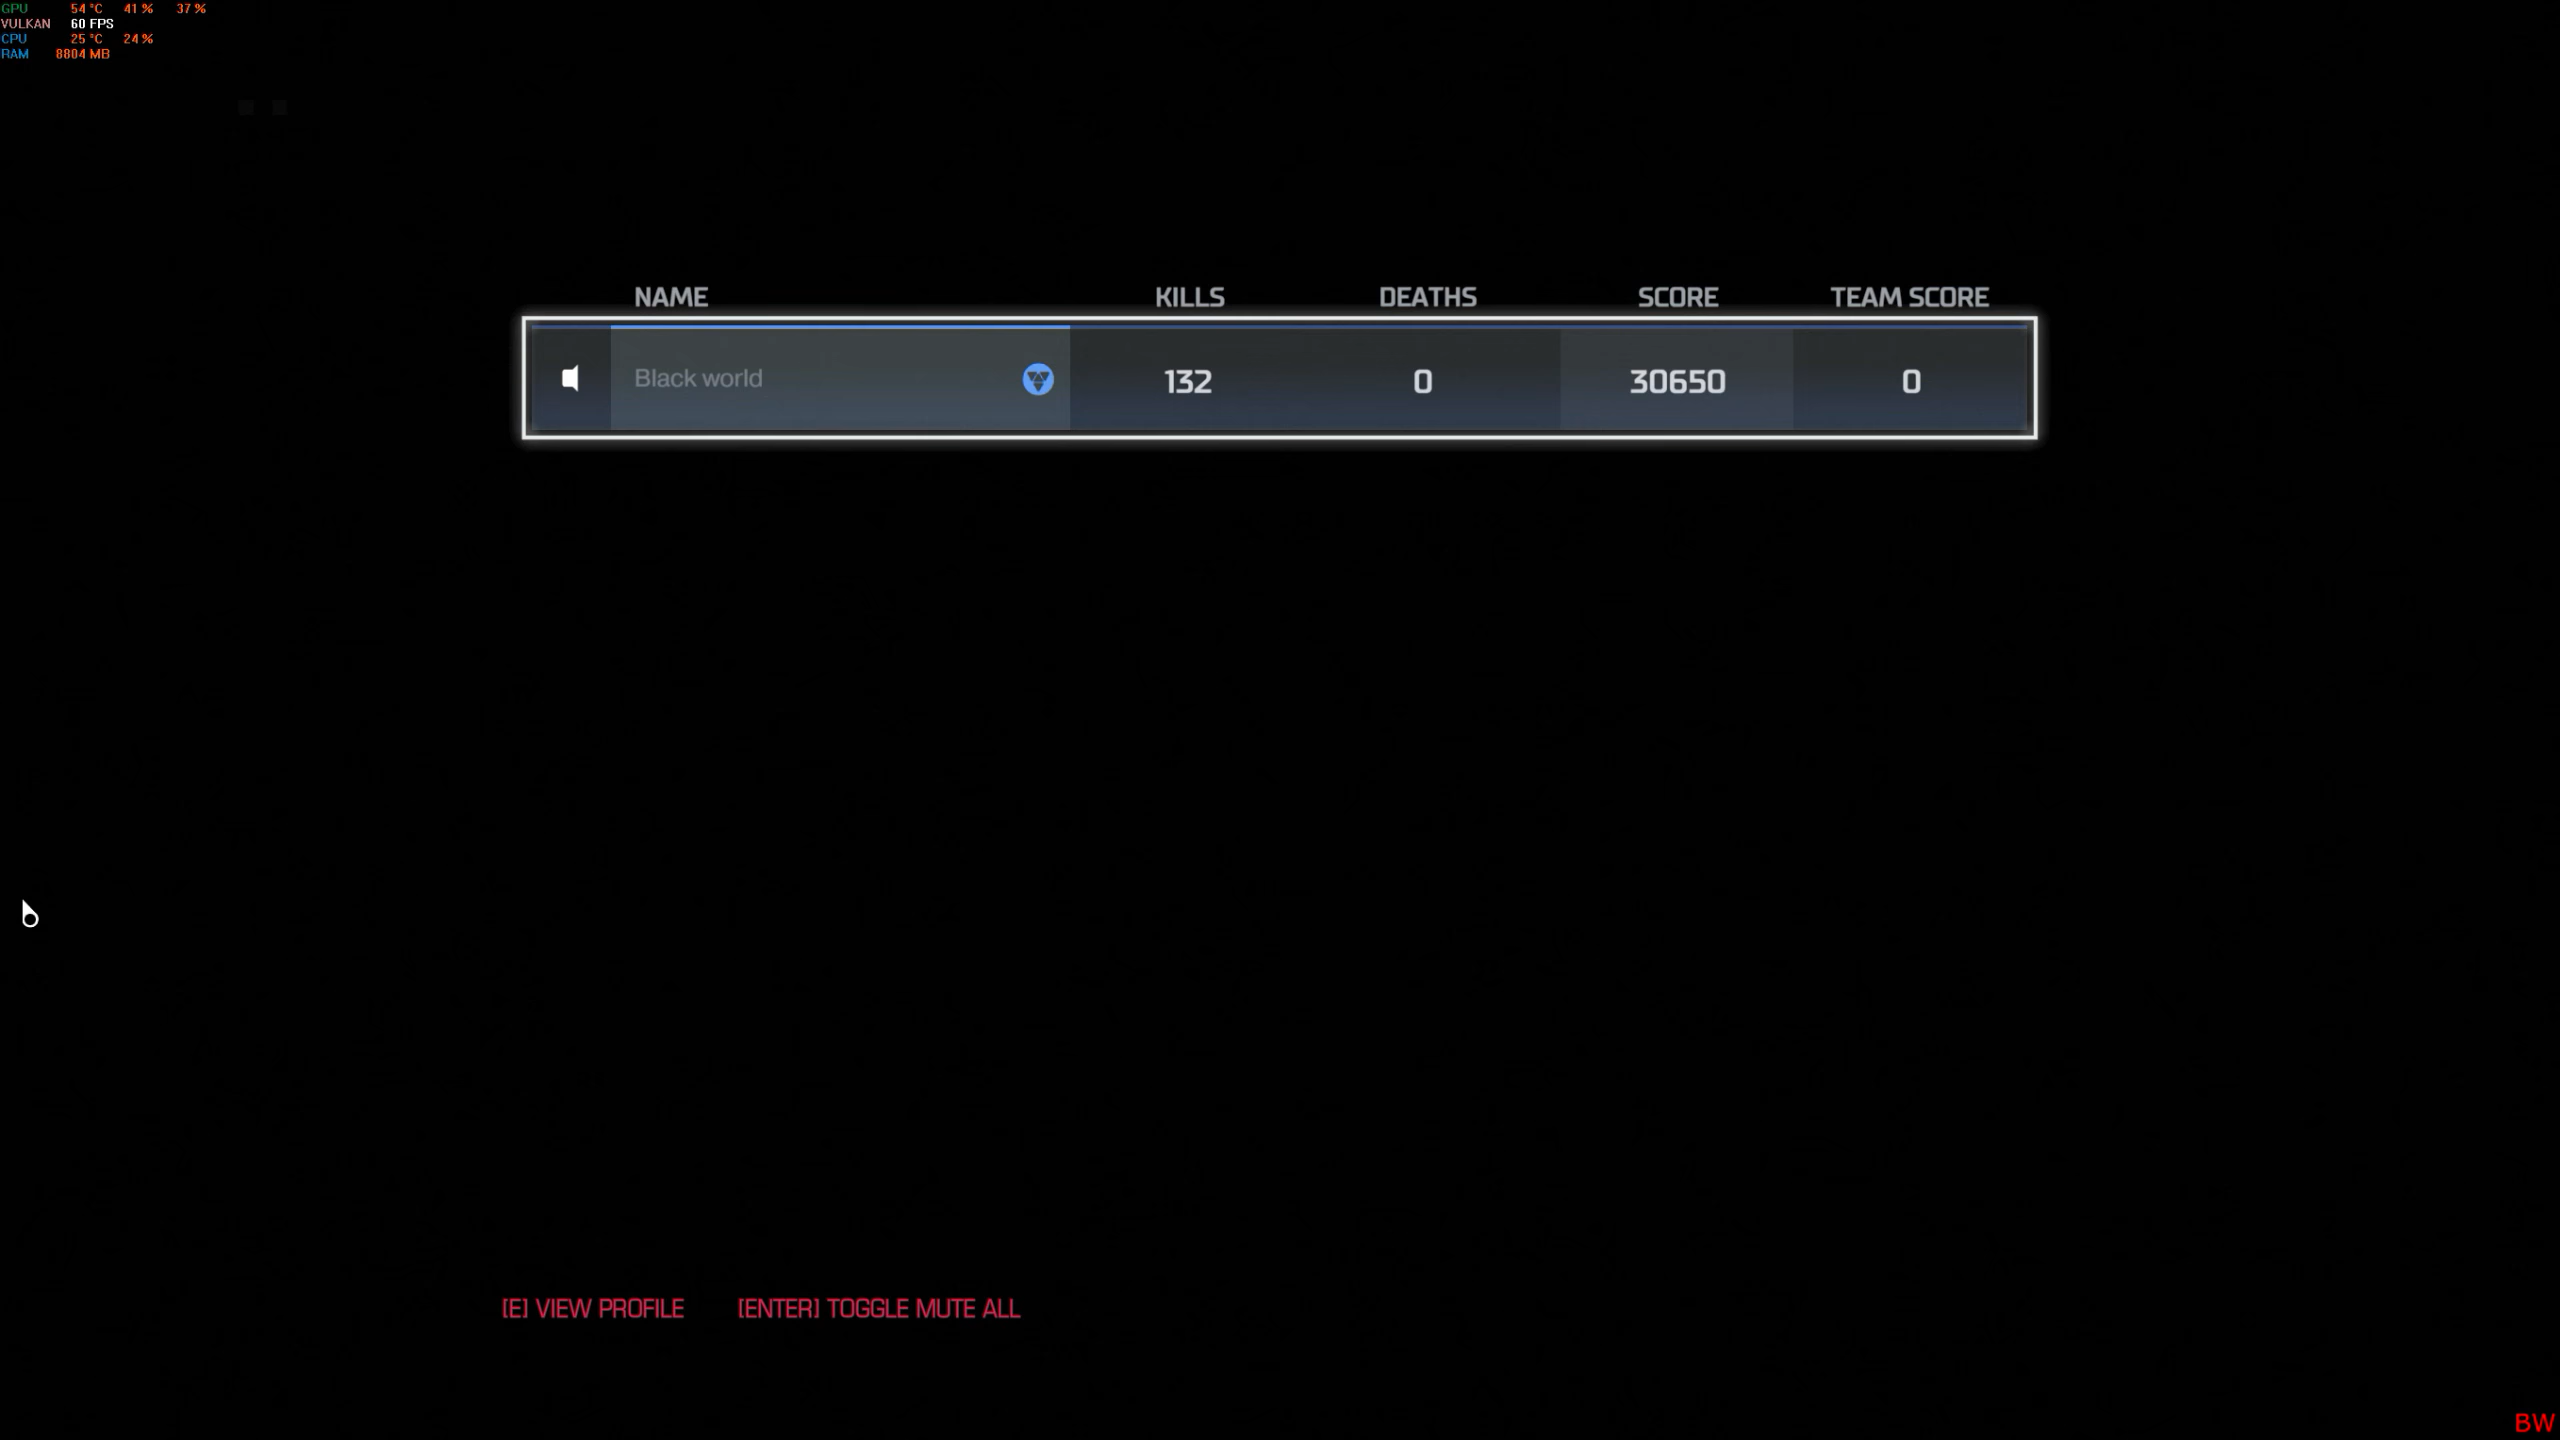 GPU 54 °C 41 % 37 %
VULKAN 60 FPS
CPU 25 °C 24 %
RAM 8804 MB
NAME KILLS DEATHS SCORE TEAM SCORE
Black world 132 0 30650 0
[E] VIEW PROFILE [ENTER] TOGGLE MUTE ALL
BW